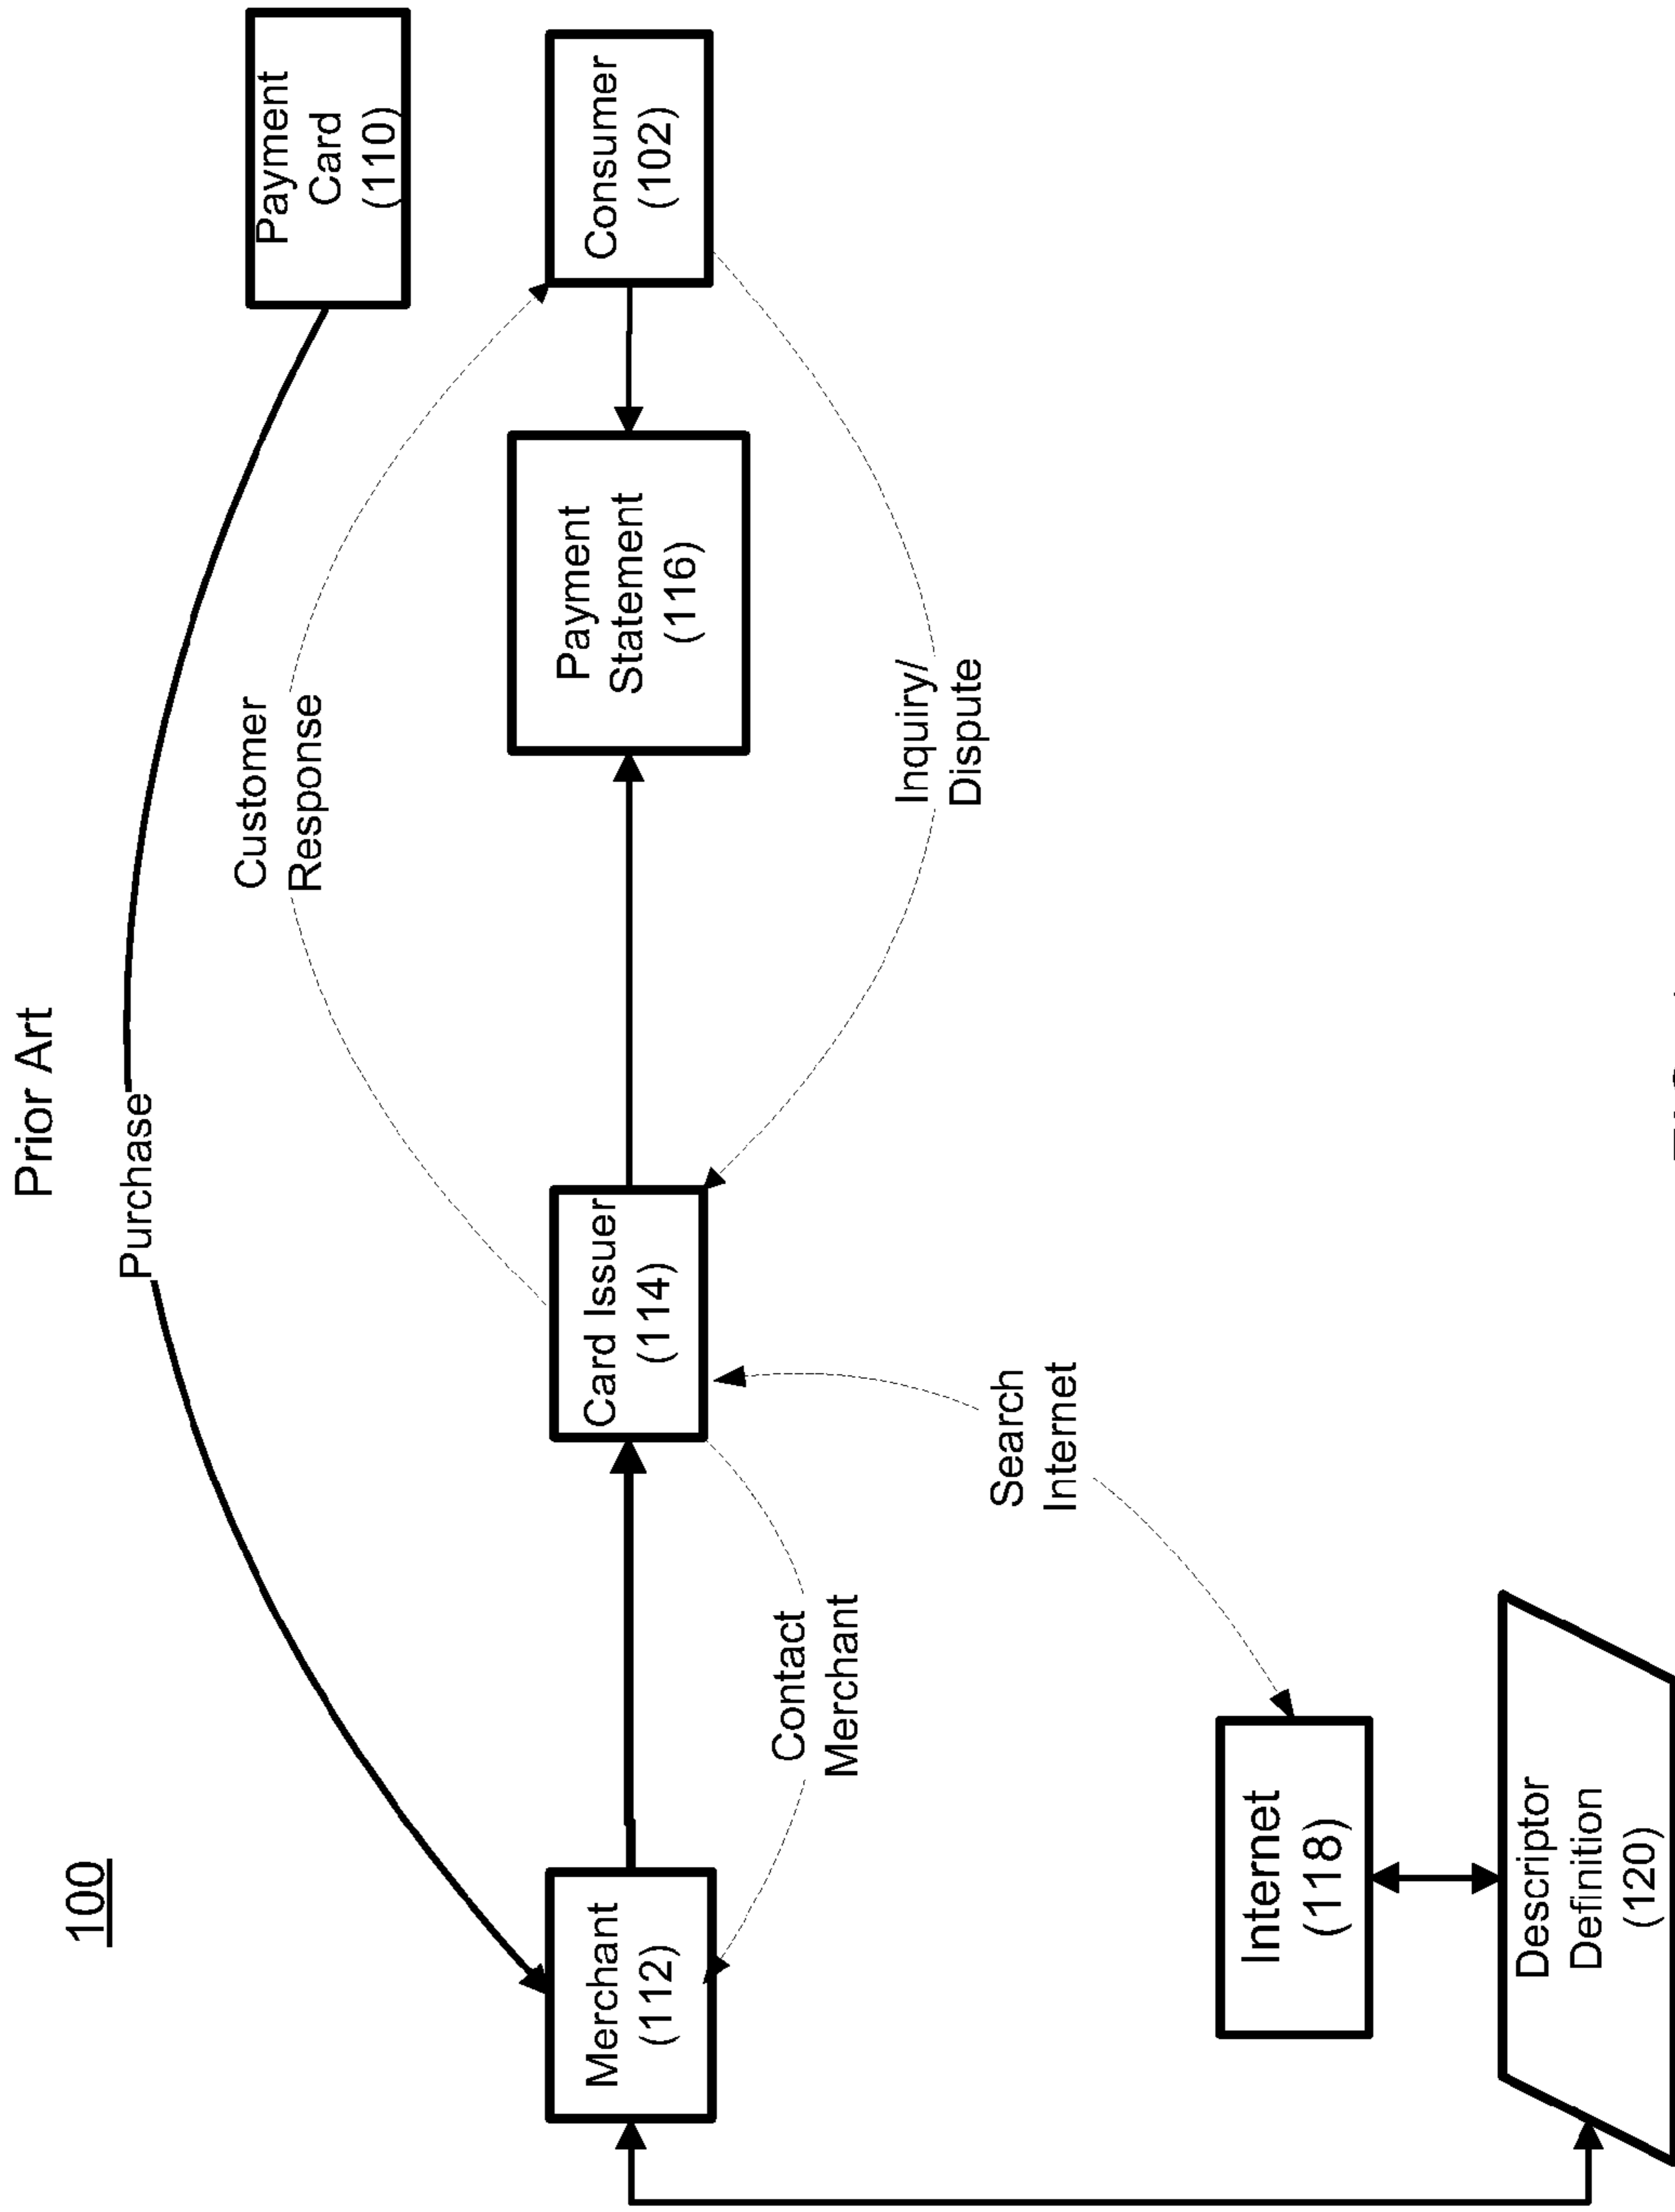 Prior Art
100
Purchase
Payment
Card
(110)
Customer
Response
Merchant
(112)
Card Issuer
(114)
Payment
Statement
(116)
Consumer
(102)
Contact
Merchant
Inquiry/
Dispute
Search
Internet
Internet
(118)
Descriptor
Definition
(120)